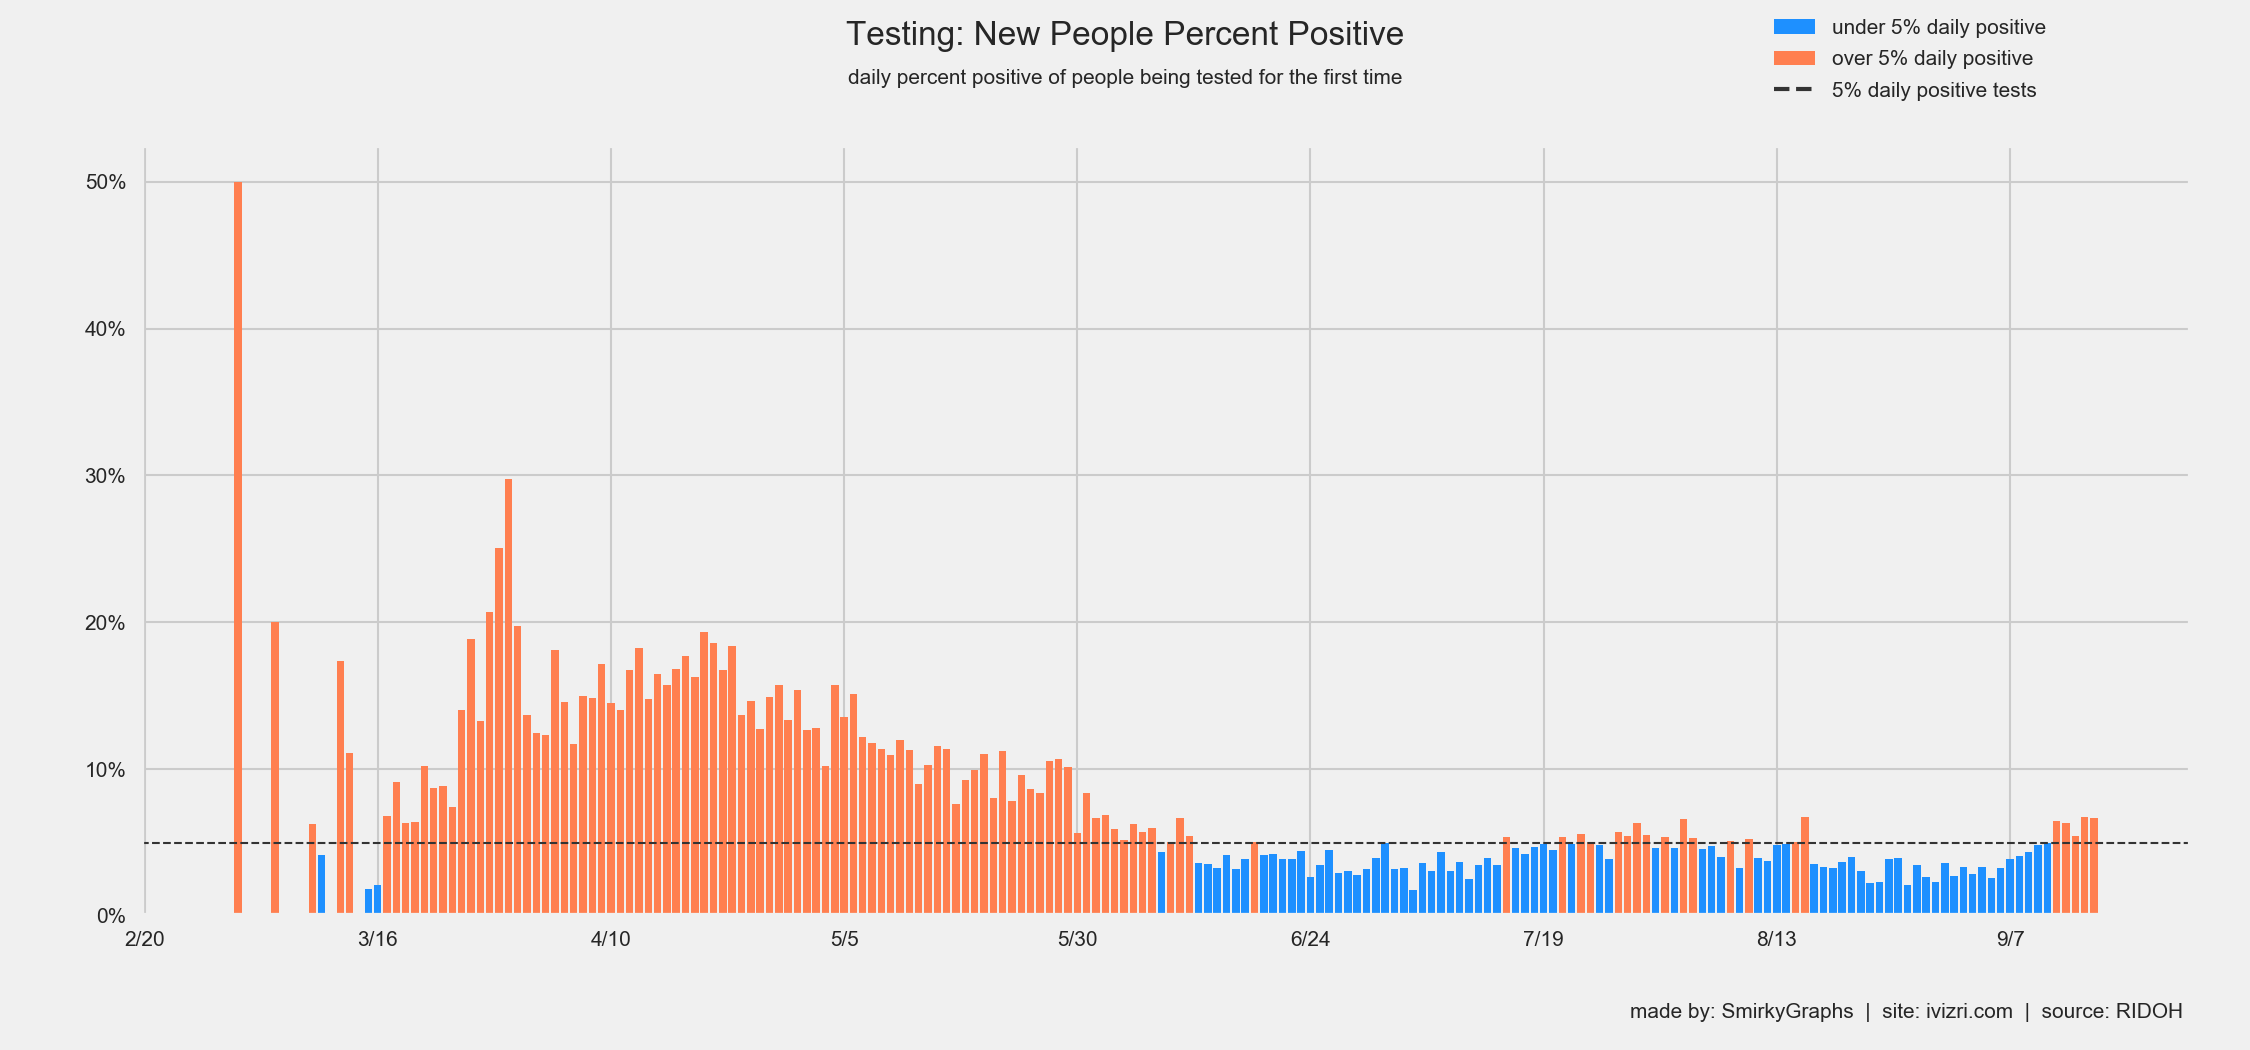 Testing: New People Percent Positive
daily percent positive of people being tested for the first time
under 5% daily positive
over 5% daily positive
5% daily positive tests
50%
40%
30%
20%
10%
0%
2/20 3/16 4/10 5/5 5/30 6/24 7/19 8/13 9/7
made by: SmirkyGraphs | site: ivizri.com | source: RIDOH